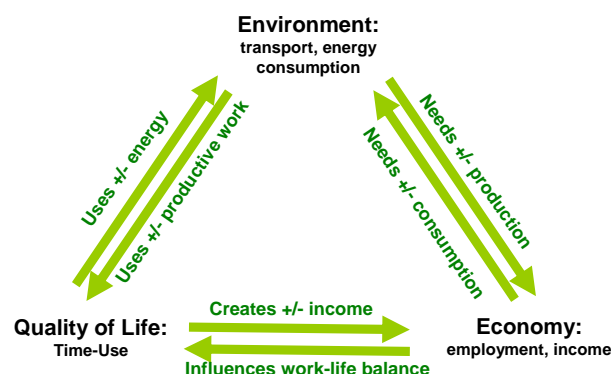 Environment:
transport, energy
consumption
Uses +/- energy
Uses +/- productive work
Needs +/- production
Needs +/- consumption
Creates +/- income
Quality of Life:
Time-Use
Economy:
employment, income
Influences work-life balance